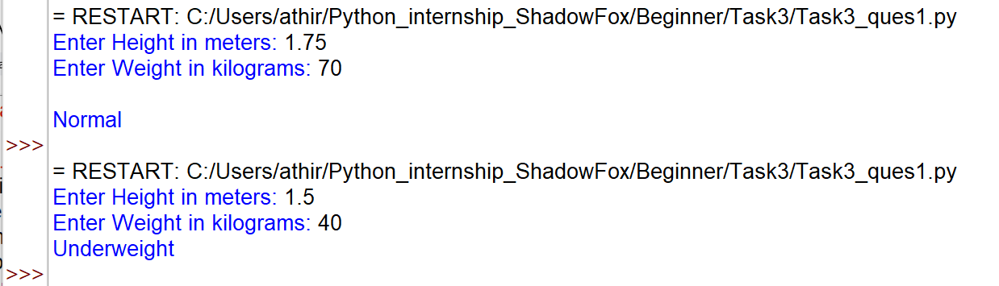 = RESTART: C:/Users/athir/Python_internship_ShadowFox/Beginner/Task3/Task3_ques1.py
Enter Height in meters: 1.75
Enter Weight in kilograms: 70
Normal
>>>
= RESTART: C:/Users/athir/Python_internship_ShadowFox/Beginner/Task3/Task3_ques1.py
Enter Height in meters: 1.5
Enter Weight in kilograms: 40
Underweight
>>>